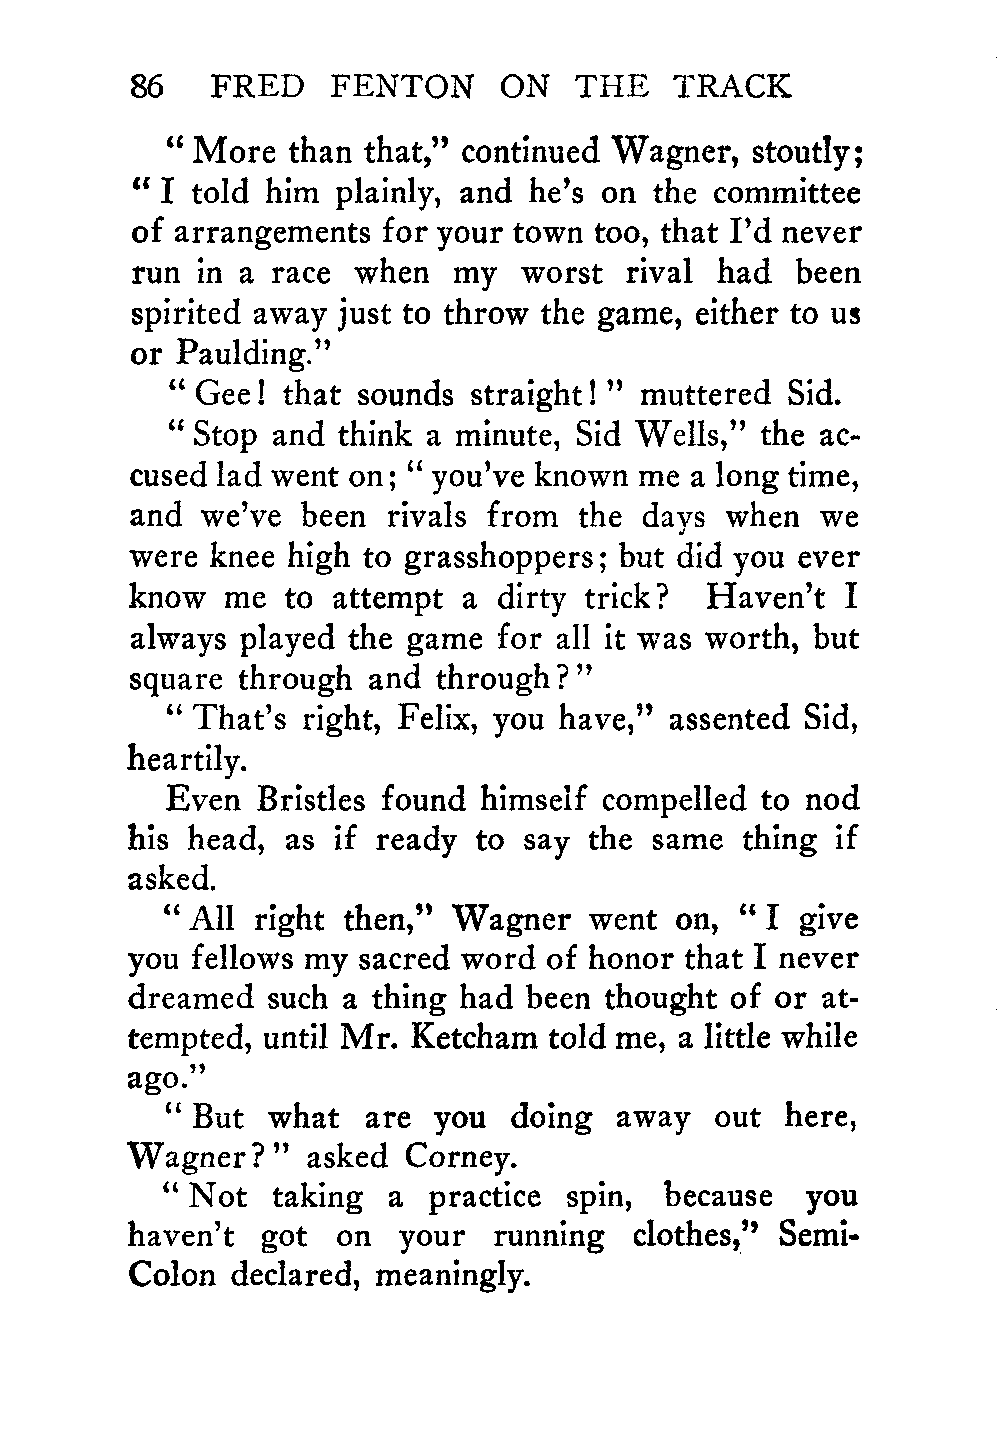 86 FRED FENTON ON THE TRACK
" More than that," continued Wagner, stoutly;
" I told him plainly, and he's on the committee
of arrangements for your town too, that I'd never
run in a race when my worst rival had been
spirited away just to throw the game, either to us
or Paulding."
" Gee! that sounds straight! " muttered Sid.
" Stop and think a minute, Sid Wells," the ac-
cused lad went on; " you've known me a long time,
and we've been rivals from the days when we
were knee high to grasshoppers; but did you ever
know me to attempt a dirty trick? Haven't I
always played the game for all it was worth, but
square through and through? "
" That's right, Felix, you have," assented Sid,
heartily.
Even Bristles found himself compelled to nod
his head, as if ready to say the same thing if
asked.
" All right then," Wagner went on, " I give
you fellows my sacred word of honor that I never
dreamed such a thing had been thought of or at-
tempted, until Mr. Ketcham told me, a little while
ago."
" But what are you doing away out here,
Wagner? " asked Corney.
" Not taking a practice spin, because you
haven't got on your running clothes," Semi-
Colon declared, meaningly.